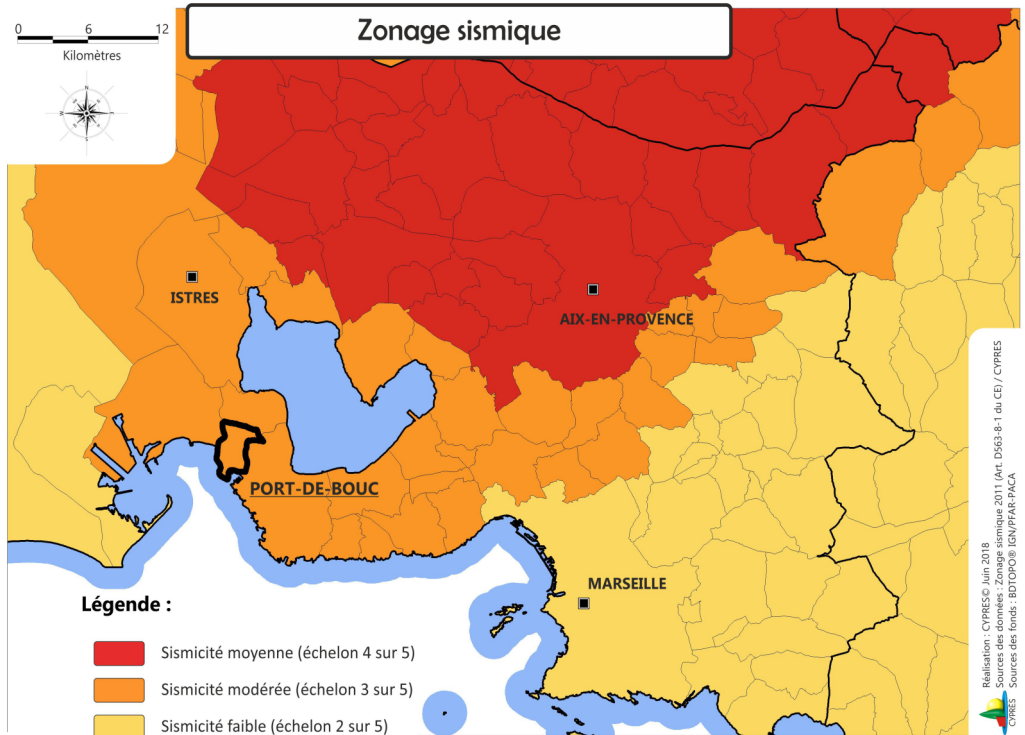 Zonage sismique
0 6 12
Kilomètres
ISTRES
AIX-EN-PROVENCE
PORT-DE-BOUC
MARSEILLE
Légende :
Sismicité moyenne (échelon 4 sur 5)
Sismicité modérée (échelon 3 sur 5)
Sismicité faible (échelon 2 sur 5)
Réalisation : CYPRES© Juin 2018
Sources des données : Zonage sismique 2011 (Art. D563-8-1 du CE) / CYPRES
Sources des fonds : BDTOPO® IGN/PFAR-PACA
CYPRES